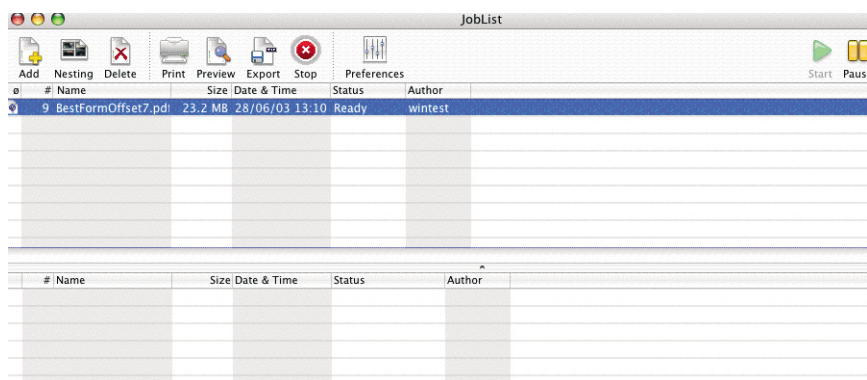 JobList
Add Nesting Delete Print Preview Export Stop Preferences Start Paus
ø # Name Size Date & Time Status Author
9 BestFormOffset7.pdf 23.2 MB 28/06/03 13:10 Ready wintest
# Name Size Date & Time Status Author